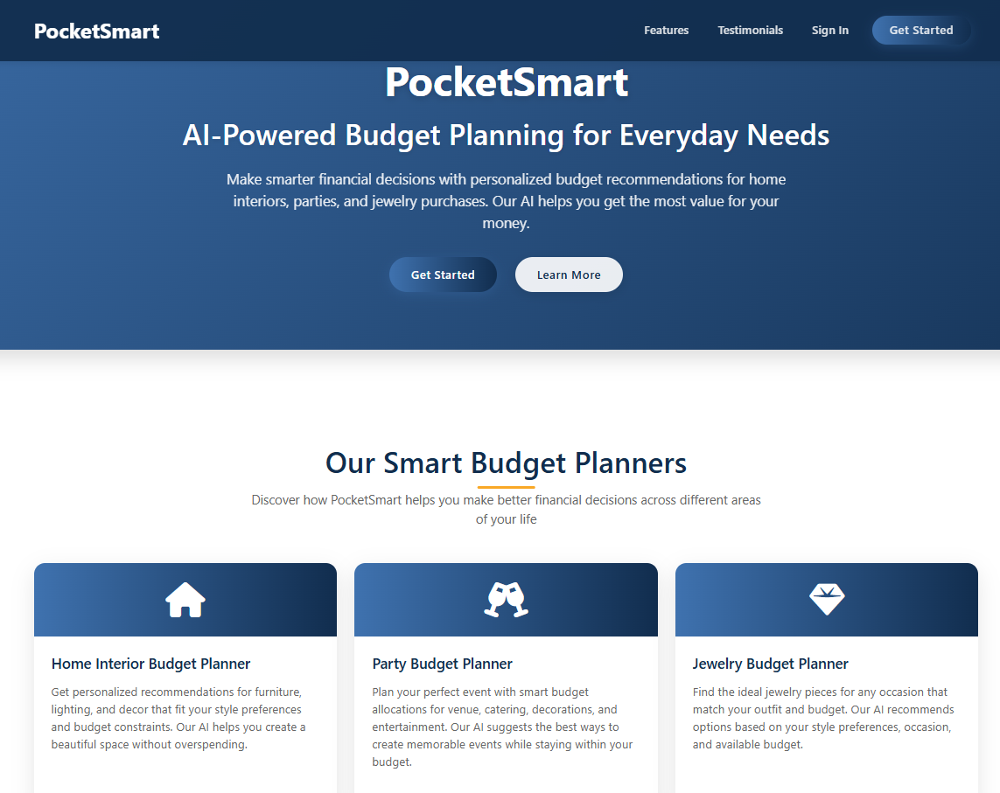 PocketSmart
Features
Testimonials
Sign In
Get Started
PocketSmart
AI-Powered Budget Planning for Everyday Needs
Make smarter financial decisions with personalized budget recommendations for home
interiors, parties, and jewelry purchases. Our AI helps you get the most value for your
money.
Get Started
Learn More
Our Smart Budget Planners
Discover how PocketSmart helps you make better financial decisions across different areas
of your life
Home Interior Budget Planner
Get personalized recommendations for furniture,
lighting, and decor that fit your style preferences
and budget constraints. Our AI helps you create a
beautiful space without overspending.
Party Budget Planner
Plan your perfect event with smart budget
allocations for venue, catering, decorations, and
entertainment. Our AI suggests the best ways to
create memorable events while staying within your
budget.
Jewelry Budget Planner
Find the ideal jewelry pieces for any occasion that
match your outfit and budget. Our AI recommends
options based on your style preferences, occasion,
and available budget.